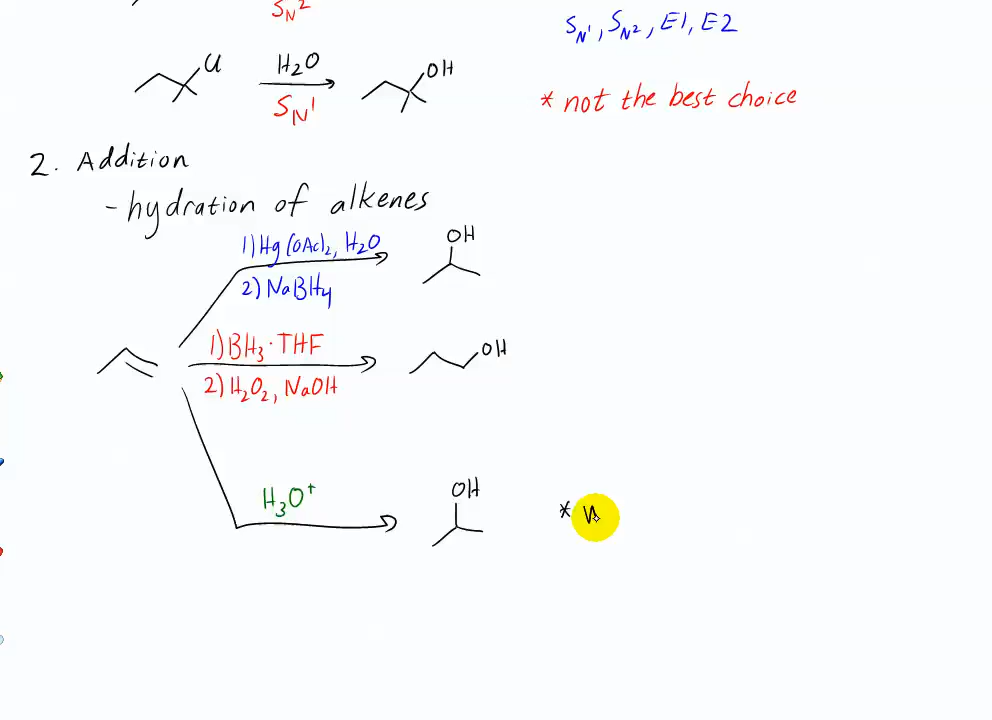 SN2
SN1, SN2, E1, E2
Cl
H2O
OH
SN1
* not the best choice
2. Addition
- hydration of alkenes
1) Hg(OAc)2, H2O
OH
2) NaBH4
1) BH3·THF
OH
2) H2O2, NaOH
H3O+
OH
*